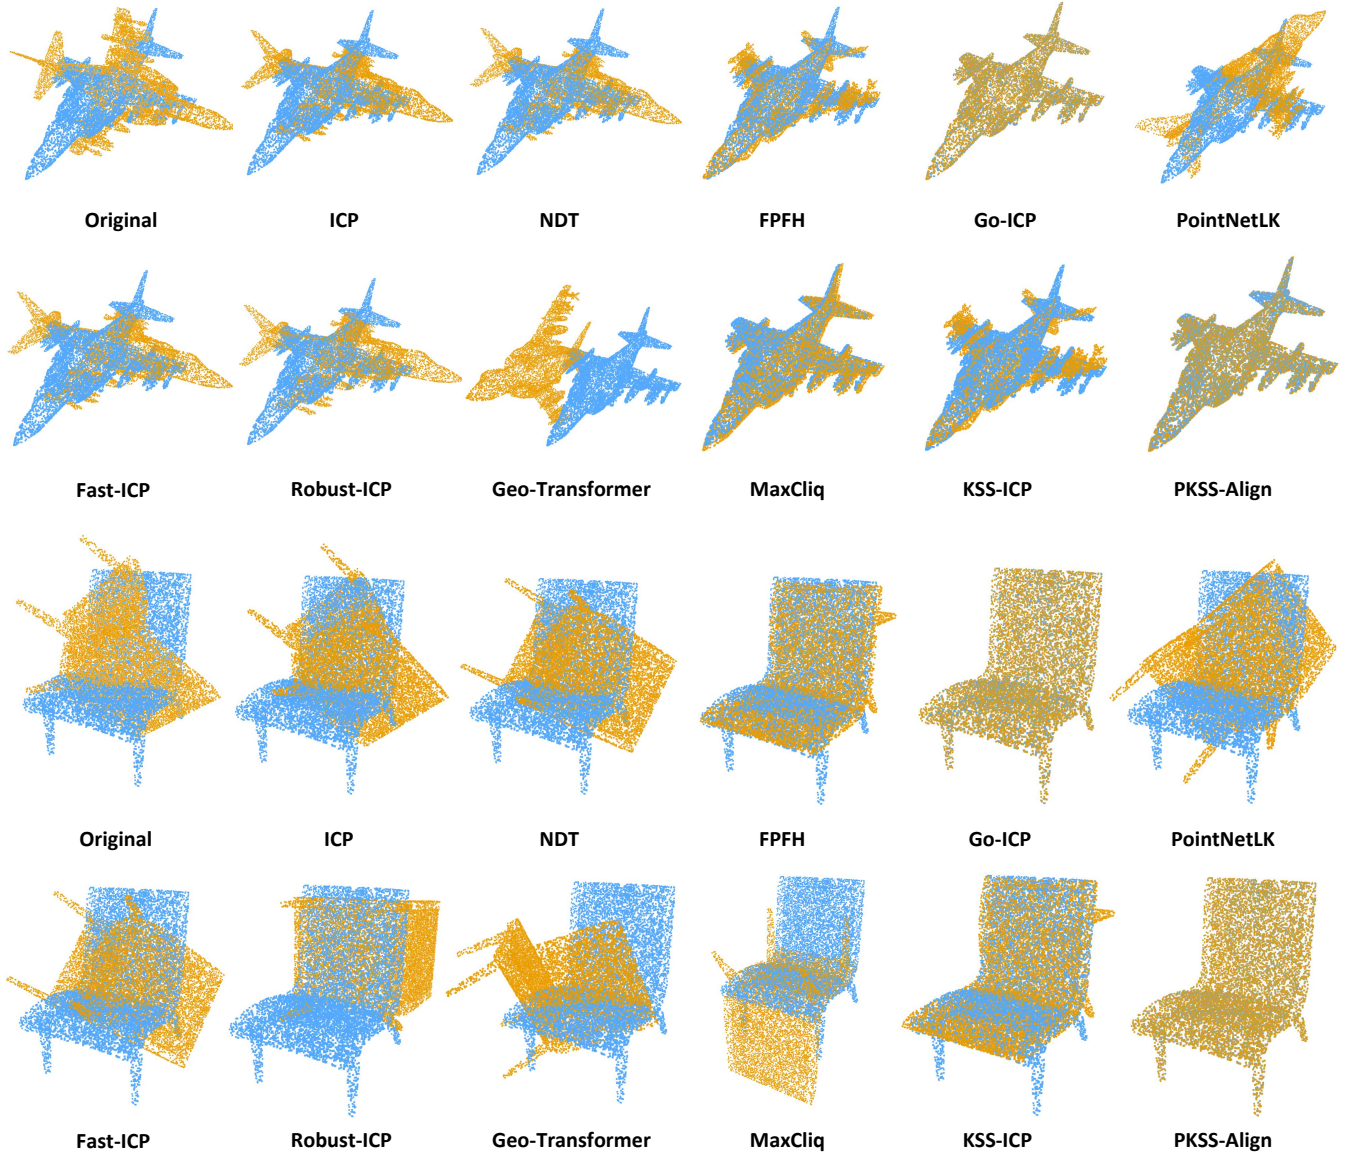 Original ICP NDT FPFH Go-ICP PointNetLK
Fast-ICP Robust-ICP Geo-Transformer MaxCliq KSS-ICP PKSS-Align
Original ICP NDT FPFH Go-ICP PointNetLK
Fast-ICP Robust-ICP Geo-Transformer MaxCliq KSS-ICP PKSS-Align